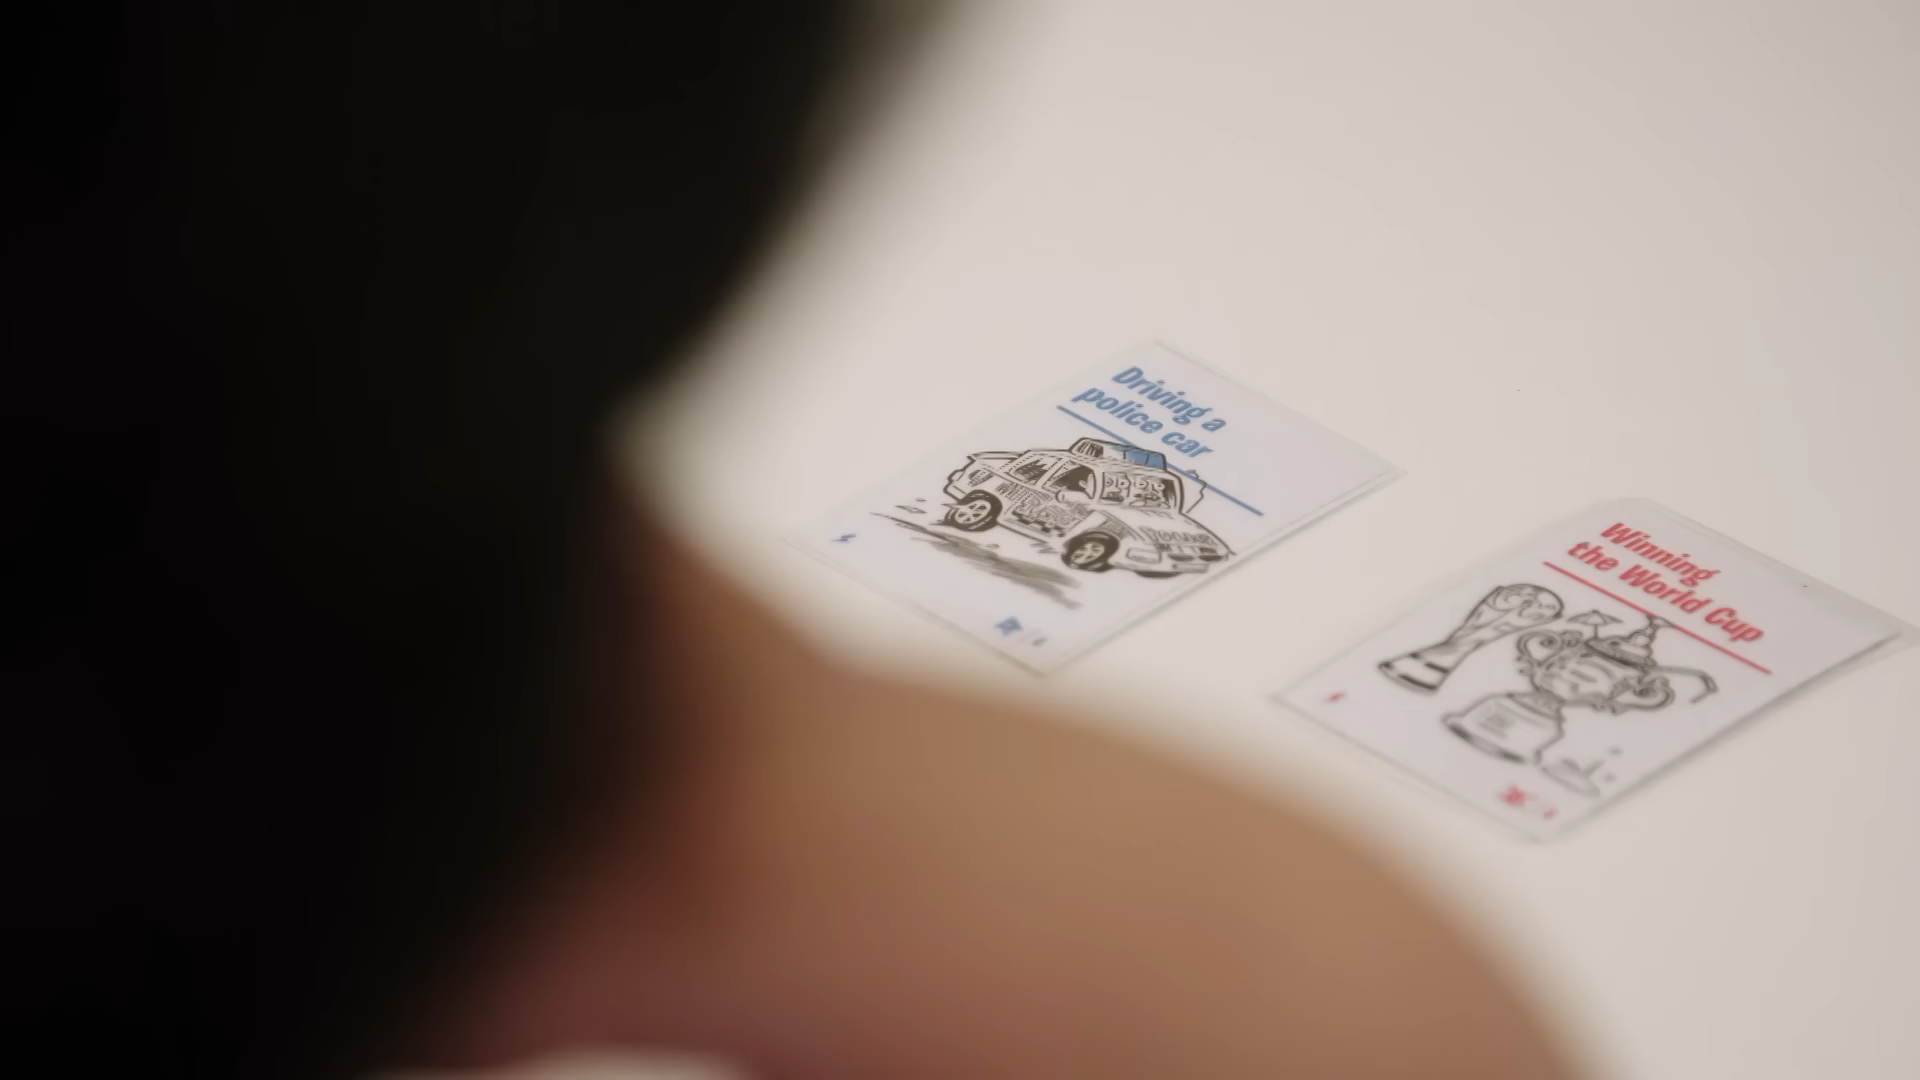 Driving a
police car
Winning
the World Cup